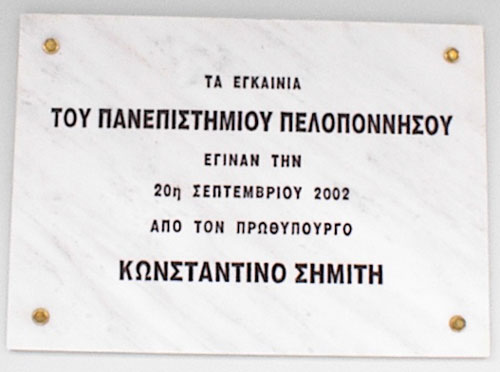 ΤΑ ΕΓΚΑΙΝΙΑ
ΤΟΥ ΠΑΝΕΠΙΣΤΗΜΙΟΥ ΠΕΛΟΠΟΝΝΗΣΟΥ
ΕΓΙΝΑΝ ΤΗΝ
20η ΣΕΠΤΕΜΒΡΙΟΥ 2002
ΑΠΟ ΤΟΝ ΠΡΩΘΥΠΟΥΡΓΟ
ΚΩΝΣΤΑΝΤΙΝΟ ΣΗΜΙΤΗ